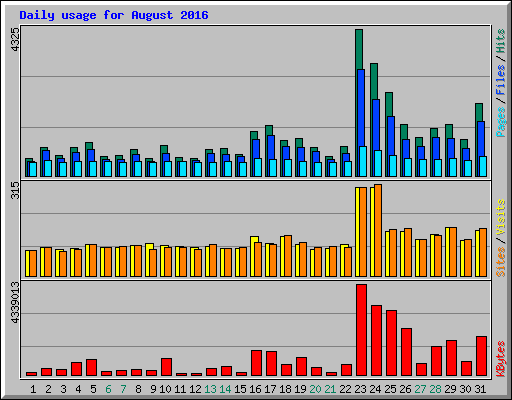 Daily usage for August 2016
4325
Pages / Files / Hits
315
Sites / Visits
4339013
KBytes
1 2 3 4 5 6 7 8 9 10 11 12 13 14 15 16 17 18 19 20 21 22 23 24 25 26 27 28 29 30 31